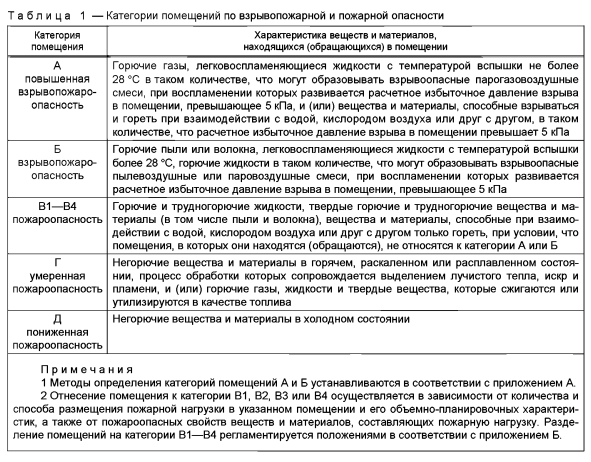 Таблица 1 — Категории помещений по взрывопожарной и пожарной опасности
Категория
помещения
Характеристика веществ и материалов,
находящихся (обращающихся) в помещении
А
повышенная
взрывопожаро-
опасность
Горючие газы, легковоспламеняющиеся жидкости с температурой вспышки не более
28 °С в таком количестве, что могут образовывать взрывоопасные парогазовоздушные
смеси, при воспламенении которых развивается расчетное избыточное давление взрыва
в помещении, превышающее 5 кПа, и (или) вещества и материалы, способные взрываться
и гореть при взаимодействии с водой, кислородом воздуха или друг с другом, в таком
количестве, что расчетное избыточное давление взрыва в помещении превышает 5 кПа
Б
взрывопожаро-
опасность
Горючие пыли или волокна, легковоспламеняющиеся жидкости с температурой вспышки
более 28 °С, горючие жидкости в таком количестве, что могут образовывать взрывоопасные
пылевоздушные или паровоздушные смеси, при воспламенении которых развивается
расчетное избыточное давление взрыва в помещении, превышающее 5 кПа
В1—В4
пожароопасность
Горючие и трудногорючие жидкости, твердые горючие и трудногорючие вещества и ма-
териалы (в том числе пыли и волокна), вещества и материалы, способные при взаимо-
действии с водой, кислородом воздуха или друг с другом только гореть, при условии, что
помещения, в которых они находятся (обращаются), не относятся к категории А или Б
Г
умеренная
пожароопасность
Негорючие вещества и материалы в горячем, раскаленном или расплавленном состоя-
нии, процесс обработки которых сопровождается выделением лучистого тепла, искр и
пламени, и (или) горючие газы, жидкости и твердые вещества, которые сжигаются или
утилизируются в качестве топлива
Д
пониженная
пожароопасность
Негорючие вещества и материалы в холодном состоянии
Примечания
1 Методы определения категорий помещений А и Б устанавливаются в соответствии с приложением А.
2 Отнесение помещения к категории В1, В2, В3 или В4 осуществляется в зависимости от количества и
способа размещения пожарной нагрузки в указанном помещении и его объемно-планировочных характери-
стик, а также от пожароопасных свойств веществ и материалов, составляющих пожарную нагрузку. Разде-
ление помещений на категории В1—В4 регламентируется положениями в соответствии с приложением Б.